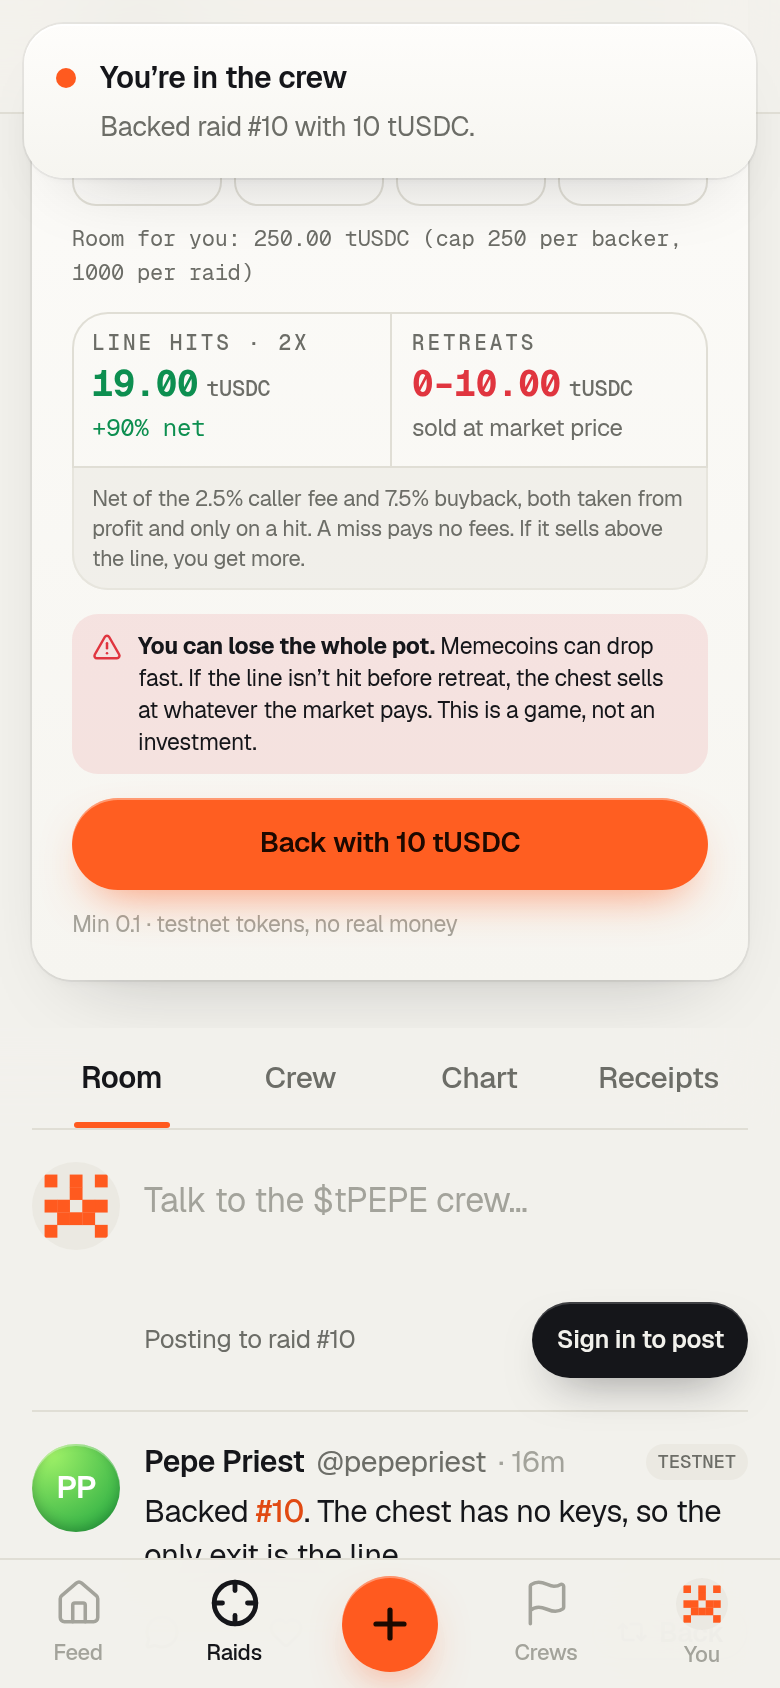 You’re in the crew
Backed raid #10 with 10 tUSDC.
Room for you: 250.00 tUSDC (cap 250 per backer,
1000 per raid)
LINE HITS · 2X
19.00 tUSDC
+90% net
RETREATS
0–10.00 tUSDC
sold at market price
Net of the 2.5% caller fee and 7.5% buyback, both taken from
profit and only on a hit. A miss pays no fees. If it sells above
the line, you get more.
You can lose the whole pot. Memecoins can drop
fast. If the line isn’t hit before retreat, the chest sells
at whatever the market pays. This is a game, not an
investment.
Back with 10 tUSDC
Min 0.1 · testnet tokens, no real money
Room Crew Chart Receipts
Talk to the $tPEPE crew…
Posting to raid #10
Sign in to post
PP
Pepe Priest @pepepriest · 16m
TESTNET
Backed #10. The chest has no keys, so the
only exit is the line
Feed Raids Crews You